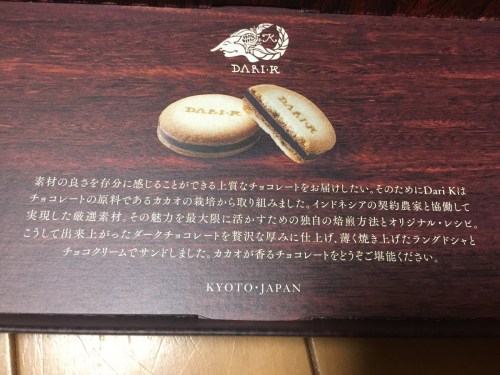 K
DARI・K
DARI・K
DARI・K
素材の良さを存分に感じることができる上質なチョコレートをお届けしたい。そのためにDari Kは
チョコレートの原料であるカカオの栽培から取り組みました。インドネシアの契約農家と協働して
実現した厳選素材。その魅力を最大限に活かすための独自の焙煎方法とオリジナル・レシピ。
こうして出来上がったダークチョコレートを贅沢な厚みに仕上げ、薄く焼き上げたラングドシャと
チョコクリームでサンドしました。カカオが香るチョコレートをどうぞご堪能ください。
KYOTO・JAPAN